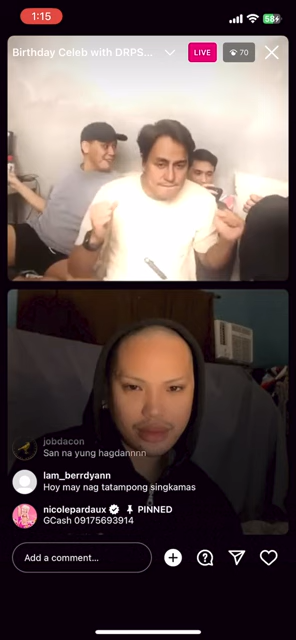 1:15
58
Birthday Celeb with DRPS...
LIVE
70
jobdacon
San na yung hagdannnn
Iam_berrdyann
Hoy may nag tatampong singkamas
nicolepardaux PINNED
GCash 09175693914
Add a comment...